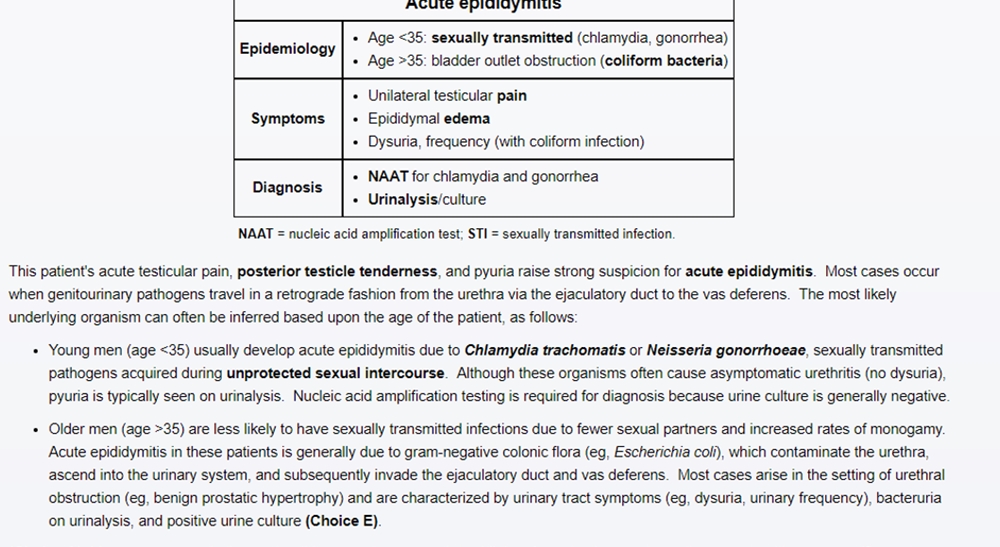 Acute epididymitis
Epidemiology
• Age <35: sexually transmitted (chlamydia, gonorrhea)
• Age >35: bladder outlet obstruction (coliform bacteria)
Symptoms
• Unilateral testicular pain
• Epididymal edema
• Dysuria, frequency (with coliform infection)
Diagnosis
• NAAT for chlamydia and gonorrhea
• Urinalysis/culture
NAAT = nucleic acid amplification test; STI = sexually transmitted infection.
This patient's acute testicular pain, posterior testicle tenderness, and pyuria raise strong suspicion for acute epididymitis. Most cases occur
when genitourinary pathogens travel in a retrograde fashion from the urethra via the ejaculatory duct to the vas deferens. The most likely
underlying organism can often be inferred based upon the age of the patient, as follows:
• Young men (age <35) usually develop acute epididymitis due to Chlamydia trachomatis or Neisseria gonorrhoeae, sexually transmitted
pathogens acquired during unprotected sexual intercourse. Although these organisms often cause asymptomatic urethritis (no dysuria),
pyuria is typically seen on urinalysis. Nucleic acid amplification testing is required for diagnosis because urine culture is generally negative.
• Older men (age >35) are less likely to have sexually transmitted infections due to fewer sexual partners and increased rates of monogamy.
Acute epididymitis in these patients is generally due to gram-negative colonic flora (eg, Escherichia coli), which contaminate the urethra,
ascend into the urinary system, and subsequently invade the ejaculatory duct and vas deferens. Most cases arise in the setting of urethral
obstruction (eg, benign prostatic hypertrophy) and are characterized by urinary tract symptoms (eg, dysuria, urinary frequency), bacteruria
on urinalysis, and positive urine culture (Choice E).